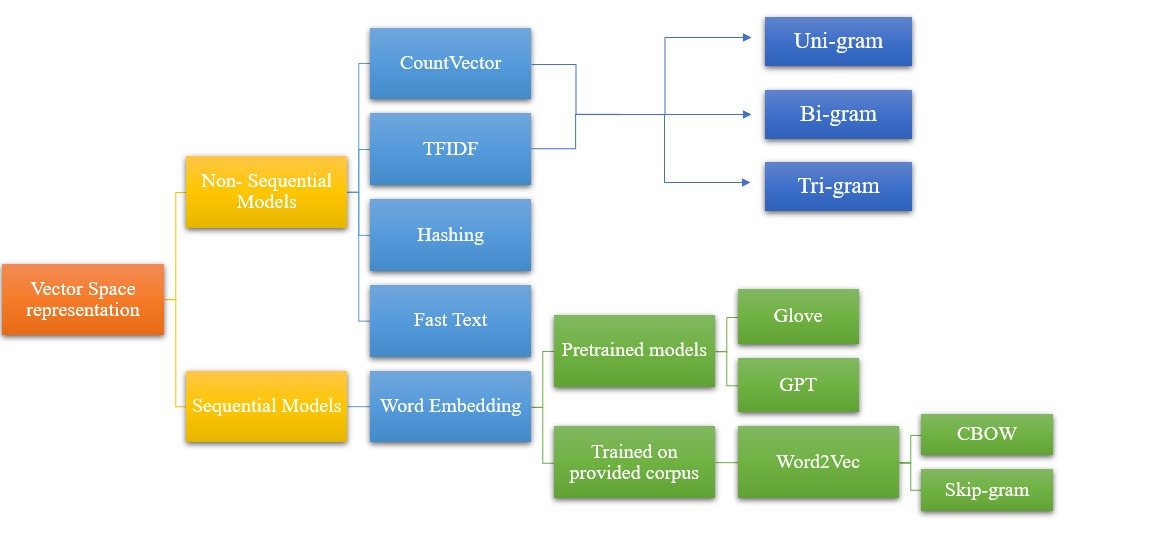 Vector Space
representation
Non- Sequential
Models
Sequential Models
CountVector
TFIDF
Hashing
Fast Text
Word Embedding
Uni-gram
Bi-gram
Tri-gram
Pretrained models
Trained on
provided corpus
Glove
GPT
Word2Vec
CBOW
Skip-gram